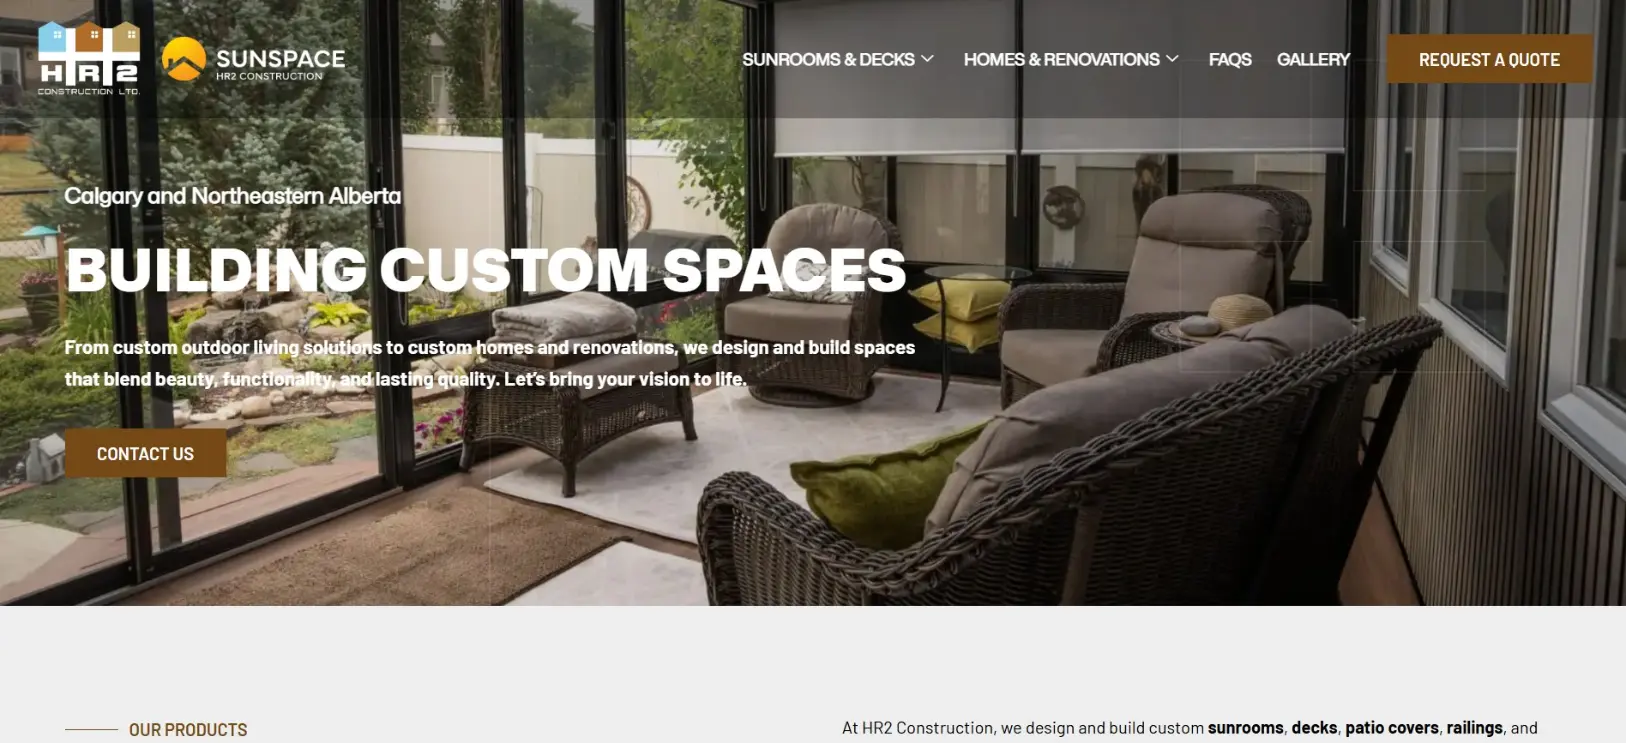 HR2
CONSTRUCTION LTD.
SUNSPACE
HR2 CONSTRUCTION
SUNROOMS & DECKS
HOMES & RENOVATIONS
FAQS
GALLERY
REQUEST A QUOTE
Calgary and Northeastern Alberta
BUILDING CUSTOM SPACES
From custom outdoor living solutions to custom homes and renovations, we design and build spaces
that blend beauty, functionality, and lasting quality. Let's bring your vision to life.
CONTACT US
OUR PRODUCTS
At HR2 Construction, we design and build custom sunrooms, decks, patio covers, railings, and